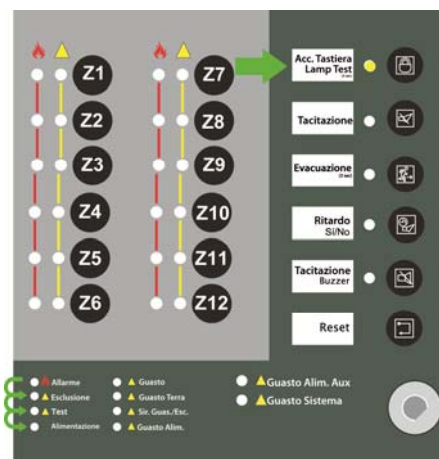 Z1
Z2
Z3
Z4
Z5
Z6
Z7
Z8
Z9
Z10
Z11
Z12
Acc. Tastiera
Lamp Test
Tacitazione
Evacuazione
Ritardo
Sì/No
Tacitazione
Buzzer
Reset
Allarme
Esclusione
Test
Alimentazione
Guasto
Guasto Terra
Sir. Guas./Esc.
Guasto Alim.
Guasto Alim. Aux
Guasto Sistema